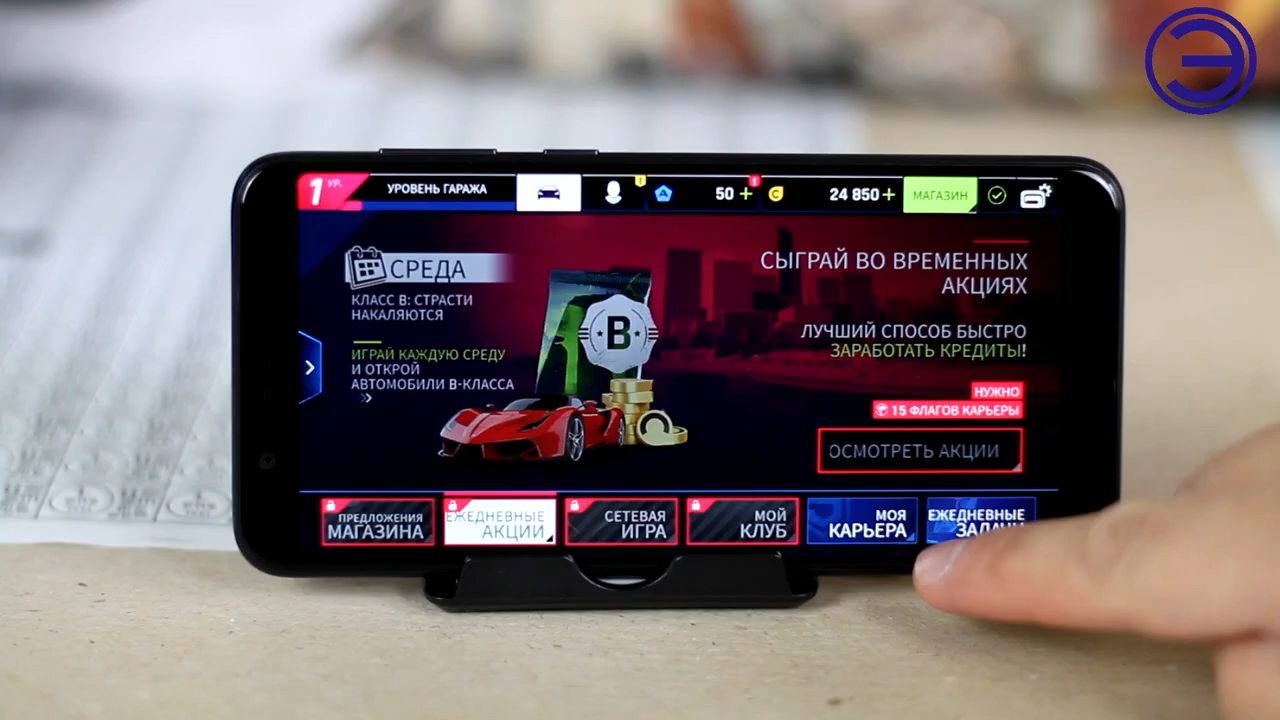 1 УР.
УРОВЕНЬ ГАРАЖА
50 +
24 850 +
МАГАЗИН
СРЕДА
КЛАСС В: СТРАСТИ
НАКАЛЯЮТСЯ
ИГРАЙ КАЖДУЮ СРЕДУ
И ОТКРОЙ
АВТОМОБИЛИ В-КЛАССА
B
СЫГРАЙ ВО ВРЕМЕННЫХ
АКЦИЯХ
ЛУЧШИЙ СПОСОБ БЫСТРО
ЗАРАБОТАТЬ КРЕДИТЫ!
НУЖНО
15 ФЛАГОВ КАРЬЕРЫ
ОСМОТРЕТЬ АКЦИИ
ПРЕДЛОЖЕНИЯ
МАГАЗИНА
ЕЖЕДНЕВНЫЕ
АКЦИИ
СЕТЕВАЯ
ИГРА
МОЙ
КЛУБ
МОЯ
КАРЬЕРА
ЕЖЕДНЕВНЫЕ
ЗАДАЧИ
Э